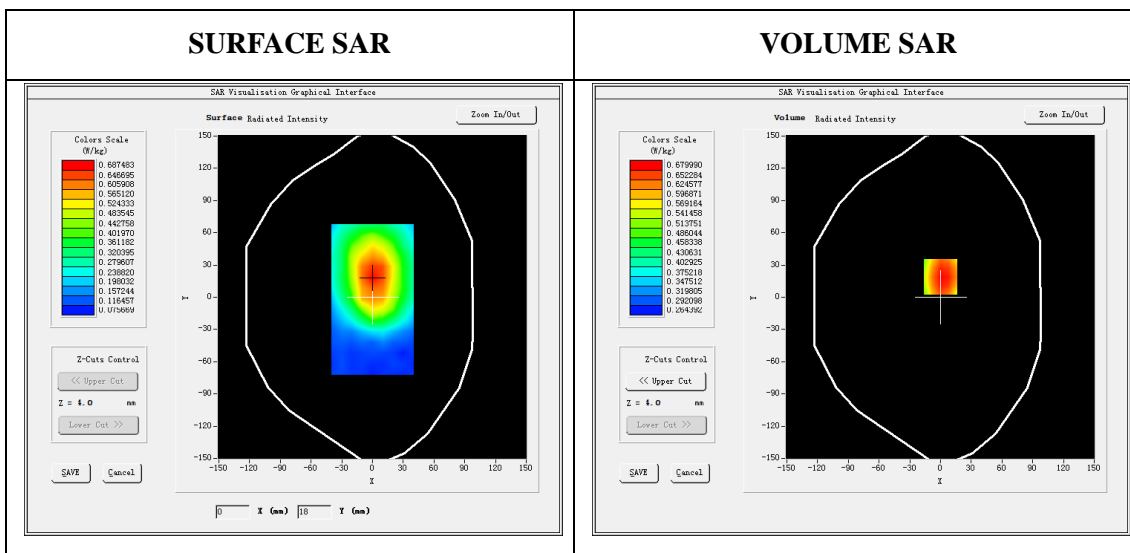 SURFACE SAR
VOLUME SAR
SAR Visualisation Graphical Interface
Surface Radiated Intensity
Zoom In/Out
Colors Scale
(W/kg)
0.687483
0.646695
0.605908
0.565120
0.524333
0.483545
0.442758
0.401970
0.361182
0.320395
0.279607
0.238820
0.198032
0.157244
0.116457
0.075669
Z-Cuts Control
<< Upper Cut
Z = 4.0 mm
Lower Cut >>
SAVE Cancel
150
120
90
60
30
0
-30
-60
-90
-120
-150
Y
-150 -120 -90 -60 -30 0 30 60 90 120 150
X
0 X (mm) 18 Y (mm)
SAR Visualisation Graphical Interface
Volume Radiated Intensity
Zoom In/Out
Colors Scale
(W/kg)
0.679990
0.652284
0.624577
0.596871
0.569164
0.541458
0.513751
0.486044
0.458338
0.430631
0.402925
0.375218
0.347512
0.319805
0.292098
0.264392
Z-Cuts Control
<< Upper Cut
Z = 4.0 mm
Lower Cut >>
SAVE Cancel
150
120
90
60
30
0
-30
-60
-90
-120
-150
Y
-150 -120 -90 -60 -30 0 30 60 90 120 150
X